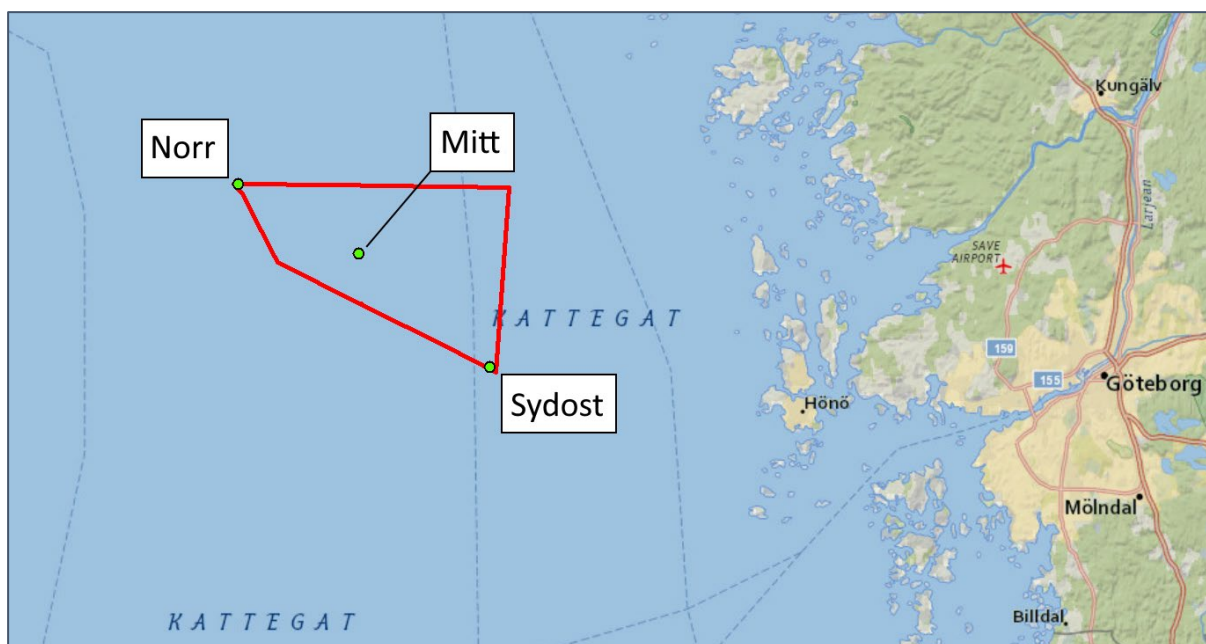 Kungälv
Norr
Mitt
Larjean
SAVE
AIRPORT
KATTEGAT
159
155
Göteborg
Hönö
Sydost
Mölndal
KATTEGAT
Billdal